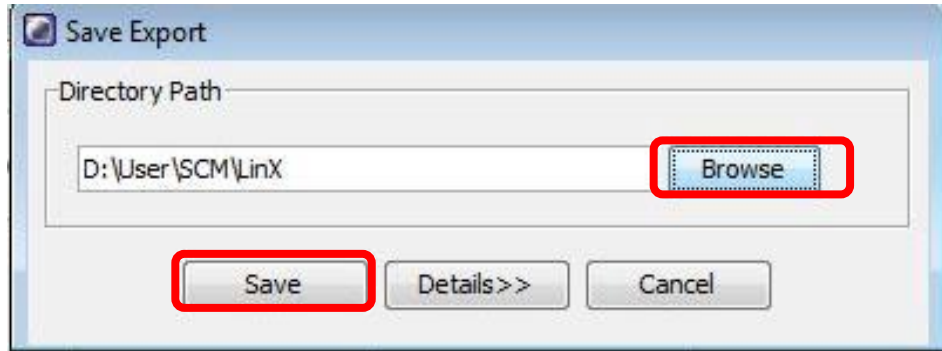 Save Export
Directory Path
D:\User\SCM\LinX
Browse
Save
Details>>
Cancel